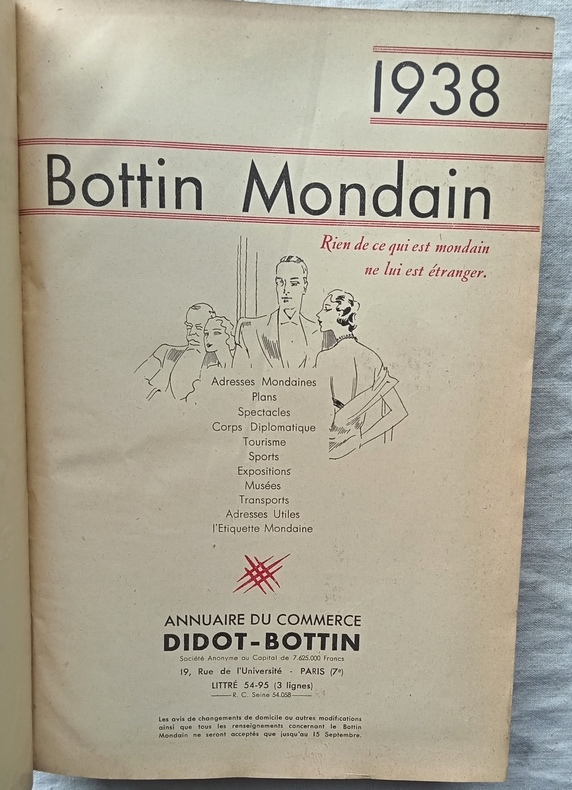 1938
Bottin Mondain
Rien de ce qui est mondain
ne lui est étranger.
Adresses Mondaines
Plans
Spectacles
Corps Diplomatique
Tourisme
Sports
Expositions
Musées
Transports
Adresses Utiles
l'Etiquette Mondaine
ANNUAIRE DU COMMERCE
DIDOT-BOTTIN
Société Anonyme au Capital de 7.625.000 Francs
19, Rue de l'Université - PARIS (7e)
LITTRÉ 54-95 (3 lignes)
R. C. Seine 54.058
Les avis de changements de domicile ou autres modifications
ainsi que tous les renseignements concernant le Bottin
Mondain ne seront acceptés que jusqu'au 15 Septembre.